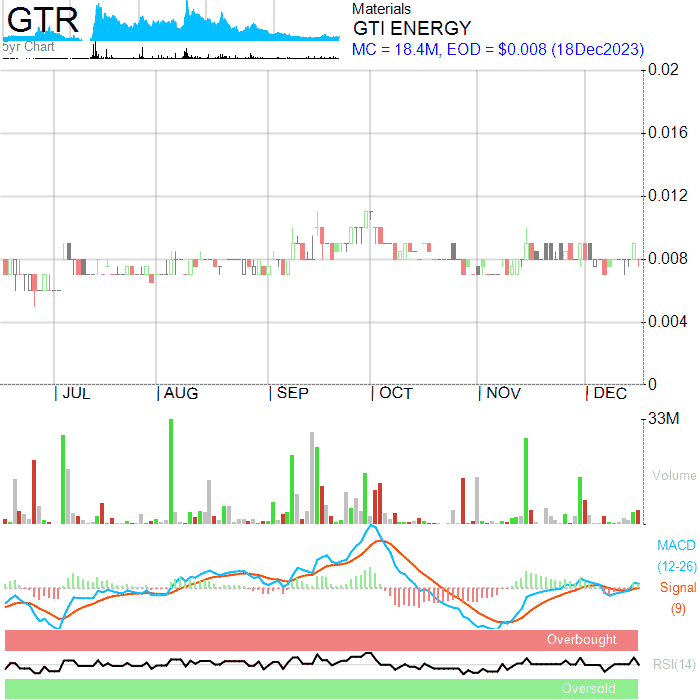 GTR
5yr Chart
Materials
GTI ENERGY
MC = 18.4M, EOD = $0.008 (18Dec2023)
0.02
0.016
0.012
0.008
0.004
0
JUL AUG SEP OCT NOV DEC
33M
Volume
MACD
(12-26)
Signal
(9)
Overbought
RSI(14)
Oversold